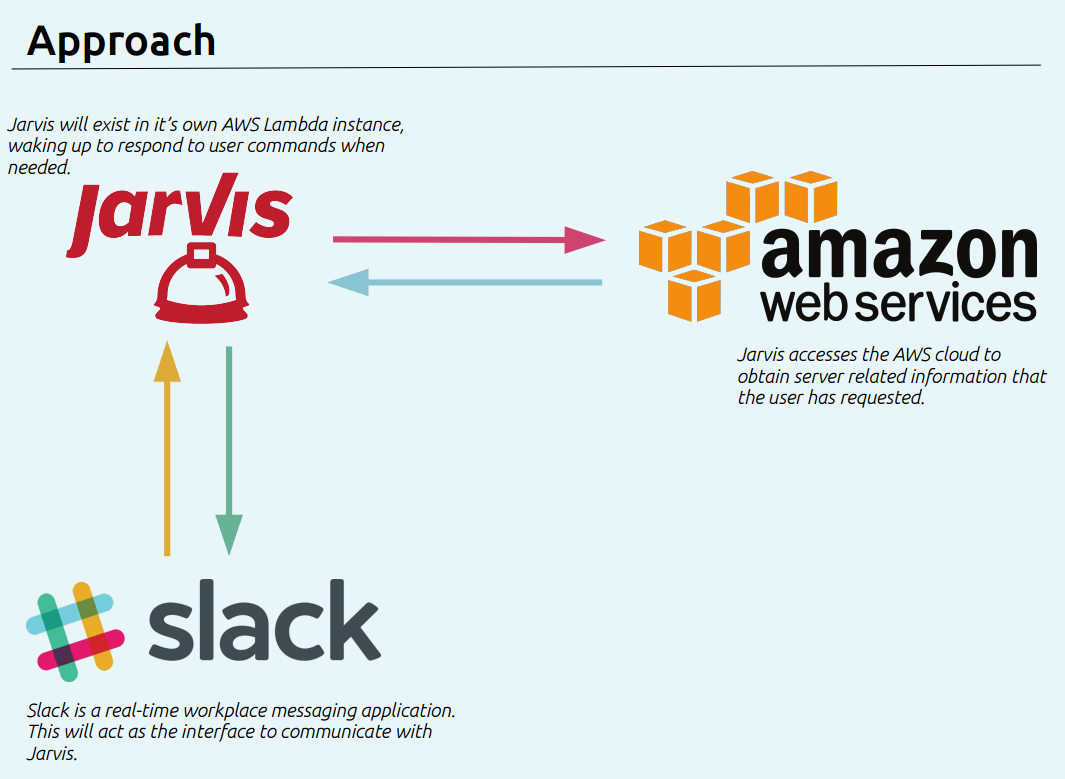 Approach
Jarvis will exist in it's own AWS Lambda instance,
waking up to respond to user commands when
needed.
Jarvis
amazon
web services
Jarvis accesses the AWS cloud to
obtain server related information that
the user has requested.
slack
Slack is a real-time workplace messaging application.
This will act as the interface to communicate with
Jarvis.